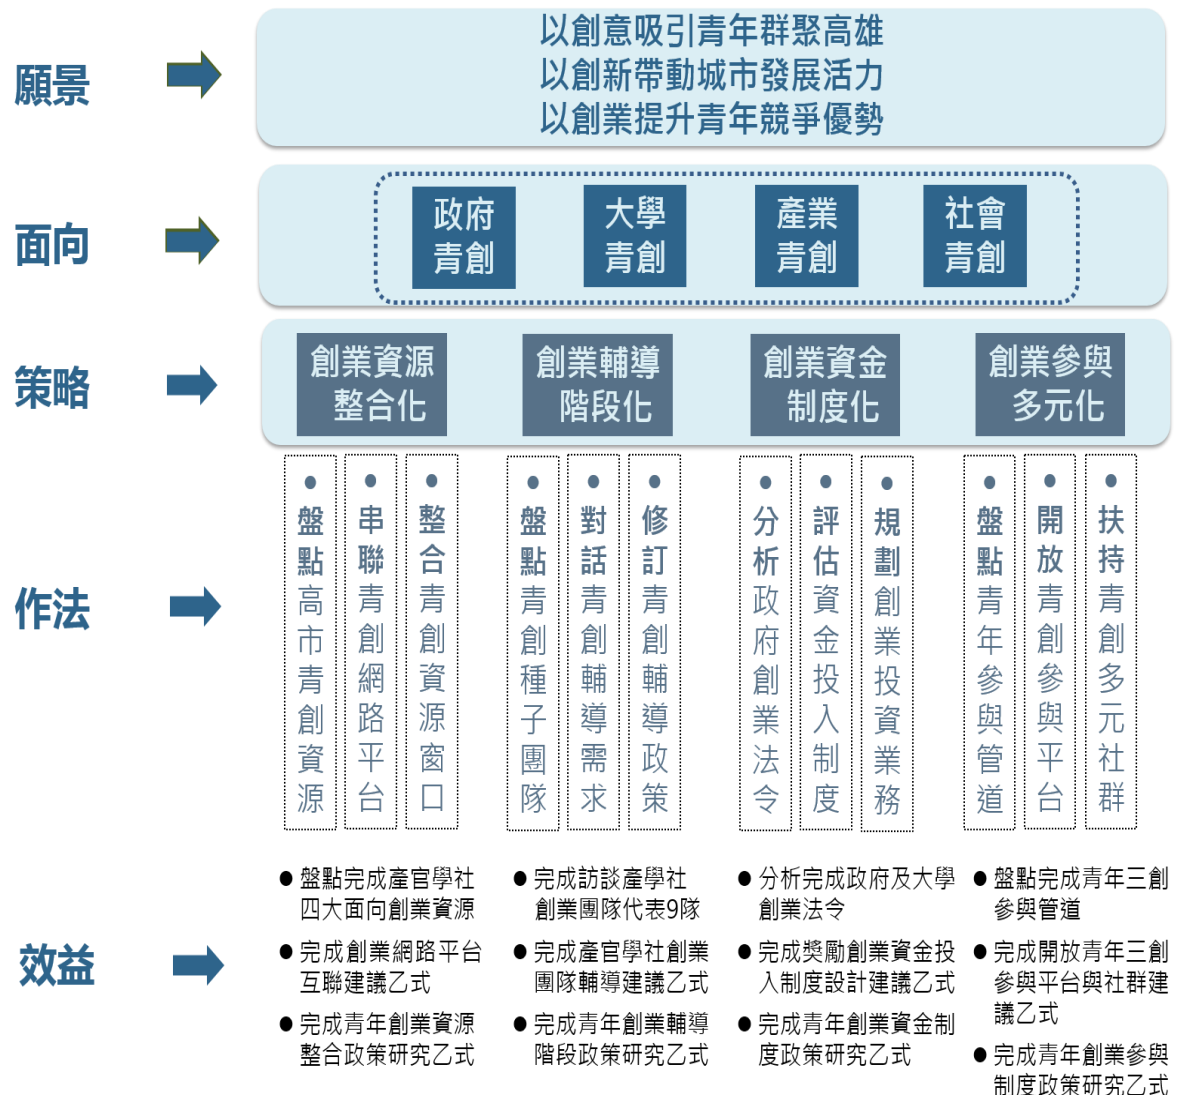 願景
以創意吸引青年群聚高雄
以創新帶動城市發展活力
以創業提升青年競爭優勢
面向
政府
青創
大學
青創
產業
青創
社會
青創
策略
創業資源
整合化
創業輔導
階段化
創業資金
制度化
創業參與
多元化
作法
●盤點高市青創資源
●串聯青創網路平台
●整合青創資源窗口
●盤點青創種子團隊
●對話青創輔導需求
●修訂青創輔導政策
●分析政府創業法令
●評估資金投入制度
●規劃創業投資業務
●盤點青年參與管道
●開放青創參與平台
●扶持青創多元社群
效益
●盤點完成產官學社
四大面向創業資源
●完成創業網路平台
互聯建議乙式
●完成青年創業資源
整合政策研究乙式
●完成訪談產學社
創業團隊代表9隊
●完成產官學社創業
團隊輔導建議乙式
●完成青年創業輔導
階段政策研究乙式
●分析完成政府及大學
創業法令
●完成獎勵創業資金投
入制度設計建議乙式
●完成青年創業資金制
度政策研究乙式
●盤點完成青年三創
參與管道
●完成開放青年三創
參與平台與社群建
議乙式
●完成青年創業參與
制度政策研究乙式